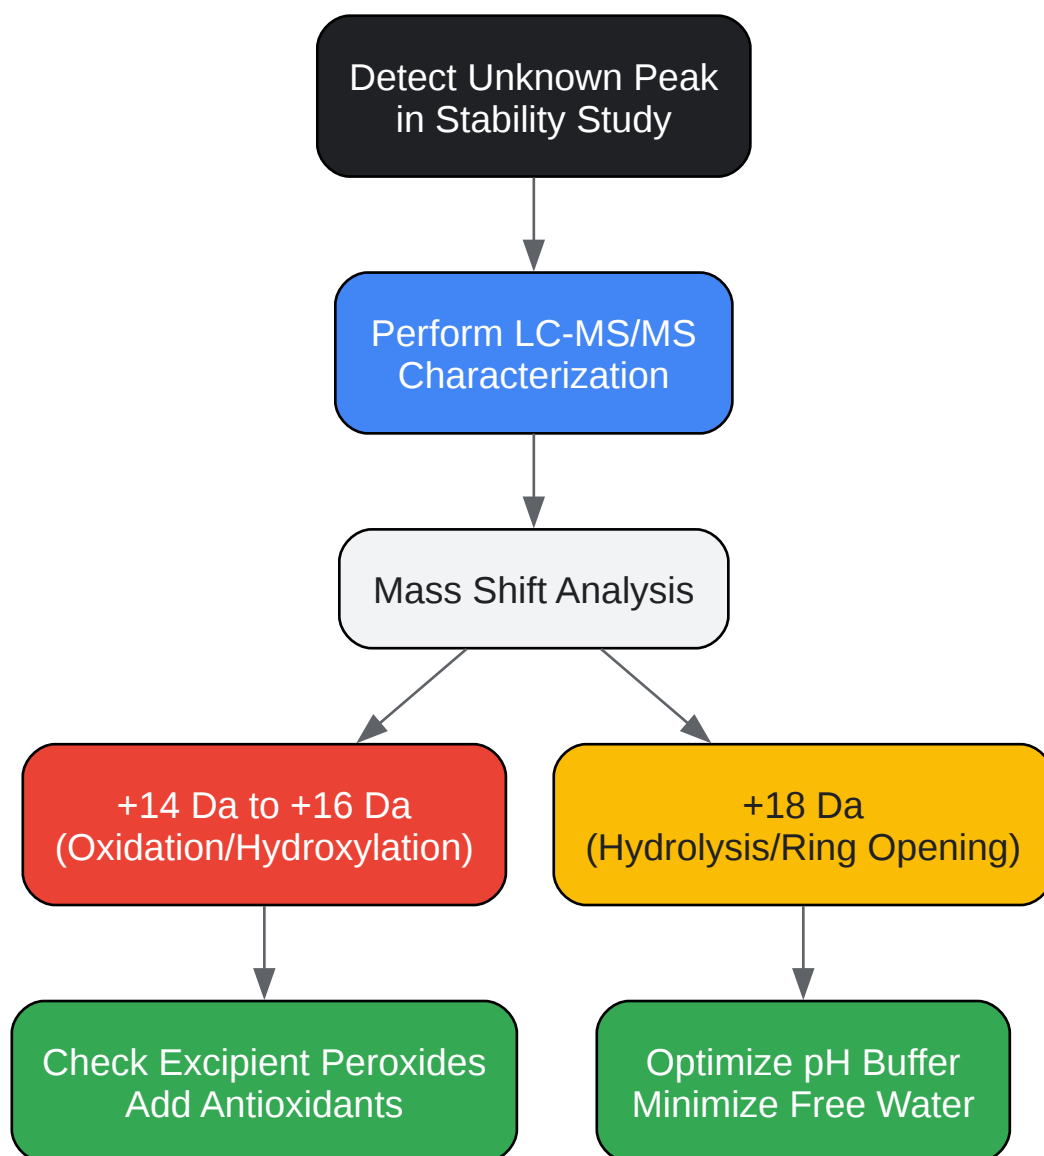 Detect Unknown Peak
in Stability Study
Perform LC-MS/MS
Characterization
Mass Shift Analysis
+14 Da to +16 Da
(Oxidation/Hydroxylation)
+18 Da
(Hydrolysis/Ring Opening)
Check Excipient Peroxides
Add Antioxidants
Optimize pH Buffer
Minimize Free Water